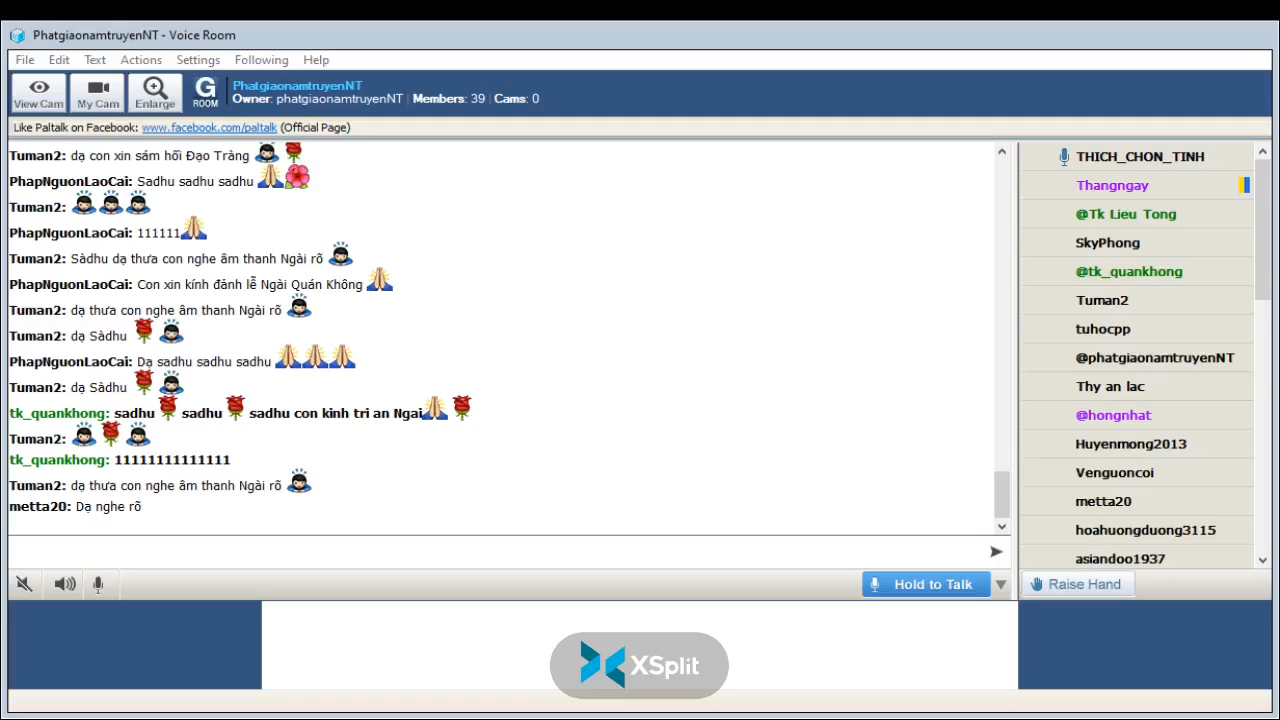 PhatgiaonamtruyenNT - Voice Room
File Edit Text Actions Settings Following Help
View Cam My Cam Enlarge G ROOM
PhatgiaonamtruyenNT
Owner: phatgiaonamtruyenNT | Members: 39 | Cams: 0
Like Paltalk on Facebook: www.facebook.com/paltalk (Official Page)
Tuman2: dạ con xin sám hối Đạo Tràng
PhapNguonLaoCai: Sadhu sadhu sadhu
Tuman2:
PhapNguonLaoCai: 111111
Tuman2: Sàdhu dạ thưa con nghe âm thanh Ngài rõ
PhapNguonLaoCai: Con xin kính đảnh lễ Ngài Quán Không
Tuman2: dạ thưa con nghe âm thanh Ngài rõ
Tuman2: dạ Sàdhu
PhapNguonLaoCai: Dạ sadhu sadhu sadhu
Tuman2: dạ Sàdhu
tk_quankhong: sadhu sadhu sadhu con kinh tri an Ngai
Tuman2:
tk_quankhong: 11111111111111
Tuman2: dạ thưa con nghe âm thanh Ngài rõ
metta20: Dạ nghe rõ
Hold to Talk
THICH_CHON_TINH
Thangngay
@Tk Lieu Tong
SkyPhong
@tk_quankhong
Tuman2
tuhocpp
@phatgiaonamtruyenNT
Thy an lac
@hongnhat
Huyenmong2013
Venguoncoi
metta20
hoahuongduong3115
asiandoo1937
Raise Hand
XSplit